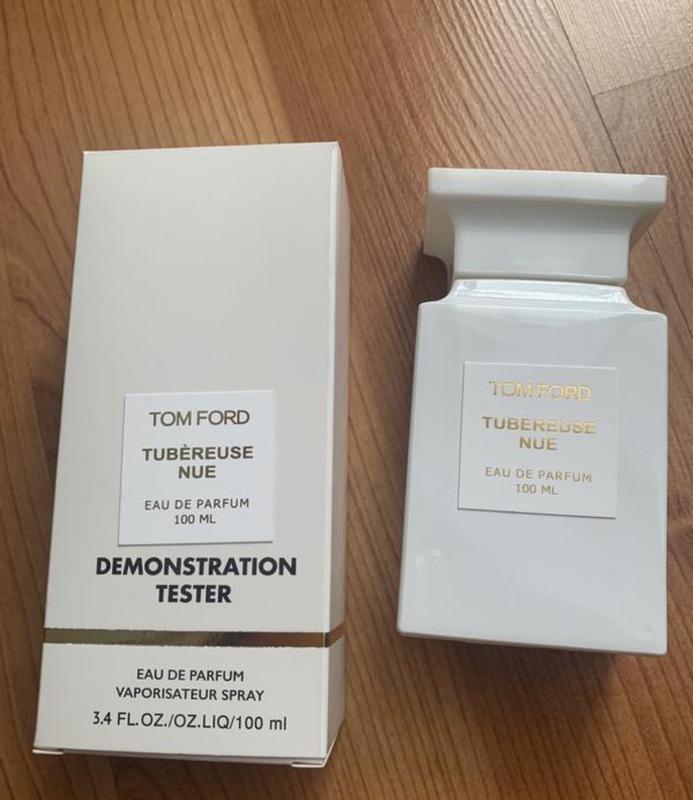 TOM FORD
TUBÈREUSE
NUE
EAU DE PARFUM
100 ML
DEMONSTRATION
TESTER
EAU DE PARFUM
VAPORISATEUR SPRAY
3.4 FL.OZ./OZ.LIQ/100 ml
TOM FORD
TUBÈREUSE
NUE
EAU DE PARFUM
100 ML